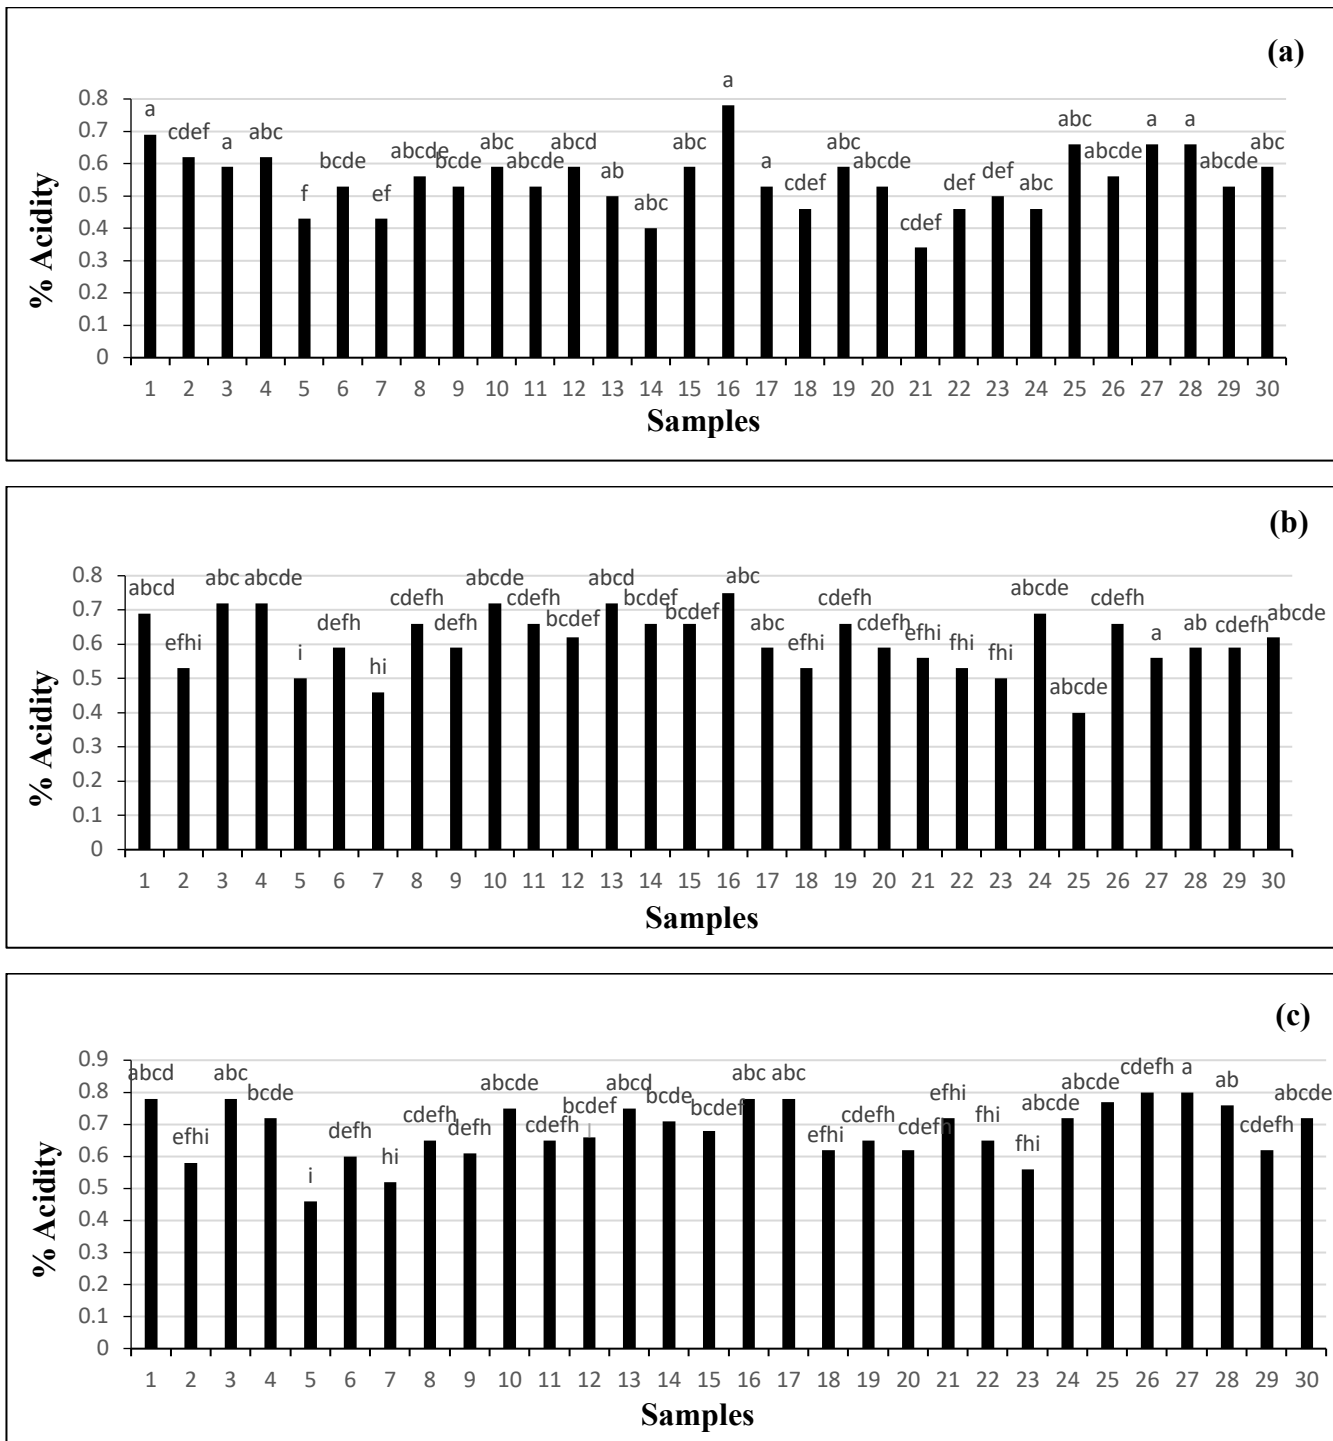 (a)
% Acidity
0.8
0.7
0.6
0.5
0.4
0.3
0.2
0.1
0
a cdef a abc f bcde ef abcde bcde abc abcde abcd ab abc abc a a cdef abc abcde cdef def def abc abc abcde a a abcde abc
1 2 3 4 5 6 7 8 9 10 11 12 13 14 15 16 17 18 19 20 21 22 23 24 25 26 27 28 29 30
Samples
(b)
% Acidity
0.8
0.7
0.6
0.5
0.4
0.3
0.2
0.1
0
abcd efhi abc abcde i defh hi cdefh defh abcde cdefh bcdef abcd bcdef bcdef abc abc efhi cdefh cdefh efhi fhi fhi abcde abcde cdefh a ab cdefh abcde
1 2 3 4 5 6 7 8 9 10 11 12 13 14 15 16 17 18 19 20 21 22 23 24 25 26 27 28 29 30
Samples
(c)
% Acidity
0.9
0.8
0.7
0.6
0.5
0.4
0.3
0.2
0.1
0
abcd efhi abc bcde i defh hi cdefh defh abcde cdefh bcdef abcd bcde bcdef abc abc efhi cdefh cdefh efhi fhi fhi abcde abcde cdefh a ab cdefh abcde
1 2 3 4 5 6 7 8 9 10 11 12 13 14 15 16 17 18 19 20 21 22 23 24 25 26 27 28 29 30
Samples